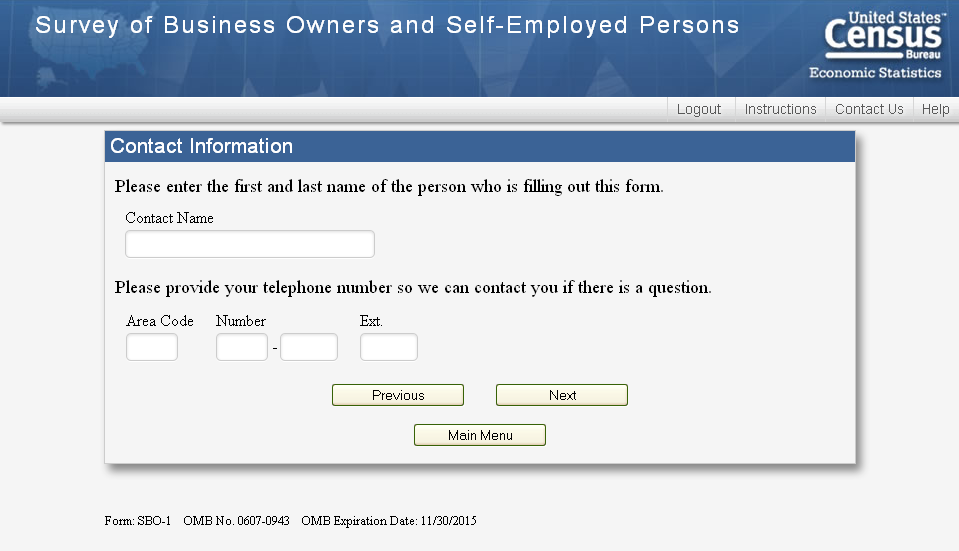 Survey of Business Owners and Self-Employed Persons
United States™
Census
Bureau
Economic Statistics
Logout Instructions Contact Us Help
Contact Information
Please enter the first and last name of the person who is filling out this form.
Contact Name
Please provide your telephone number so we can contact you if there is a question.
Area Code Number Ext.
-
Previous Next
Main Menu
Form: SBO-1 OMB No. 0607-0943 OMB Expiration Date: 11/30/2015